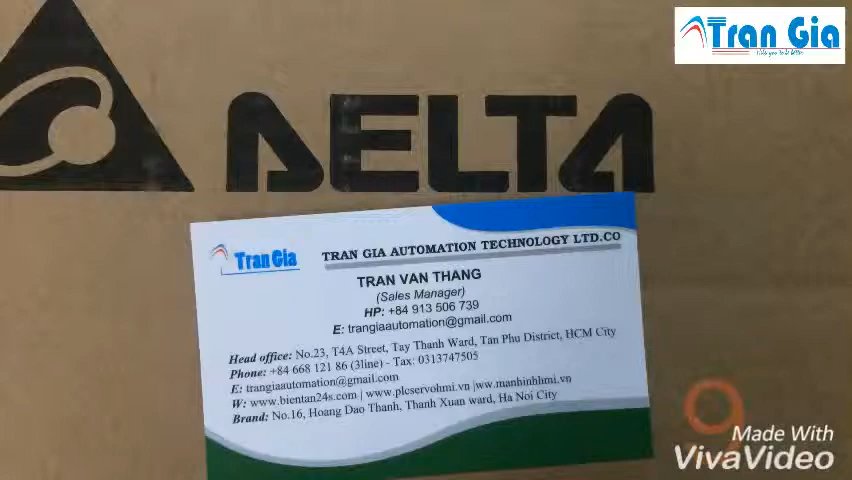 Tran Gia
DELTA
Tran Gia
TRAN GIA AUTOMATION TECHNOLOGY LTD.CO
TRAN VAN THANG
(Sales Manager)
HP: +84 913 506 739
E: trangiaautomation@gmail.com
Head office: No.23, T4A Street, Tay Thanh Ward, Tan Phu District, HCM City
Phone: +84 668 121 86 (3line) - Tax: 0313747505
E: trangiaautomation@gmail.com
W: www.bientan24s.com | www.plcservohmi.vn |ww.manhinhhmi.vn
Brand: No.16, Hoang Dao Thanh, Thanh Xuan ward, Ha Noi City
Made With
VivaVideo